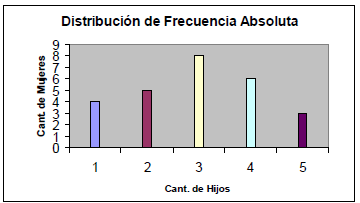 Distribución de Frecuencia Absoluta
Cant. de Mujeres
9
8
7
6
5
4
3
2
1
0
1 2 3 4 5
Cant. de Hijos